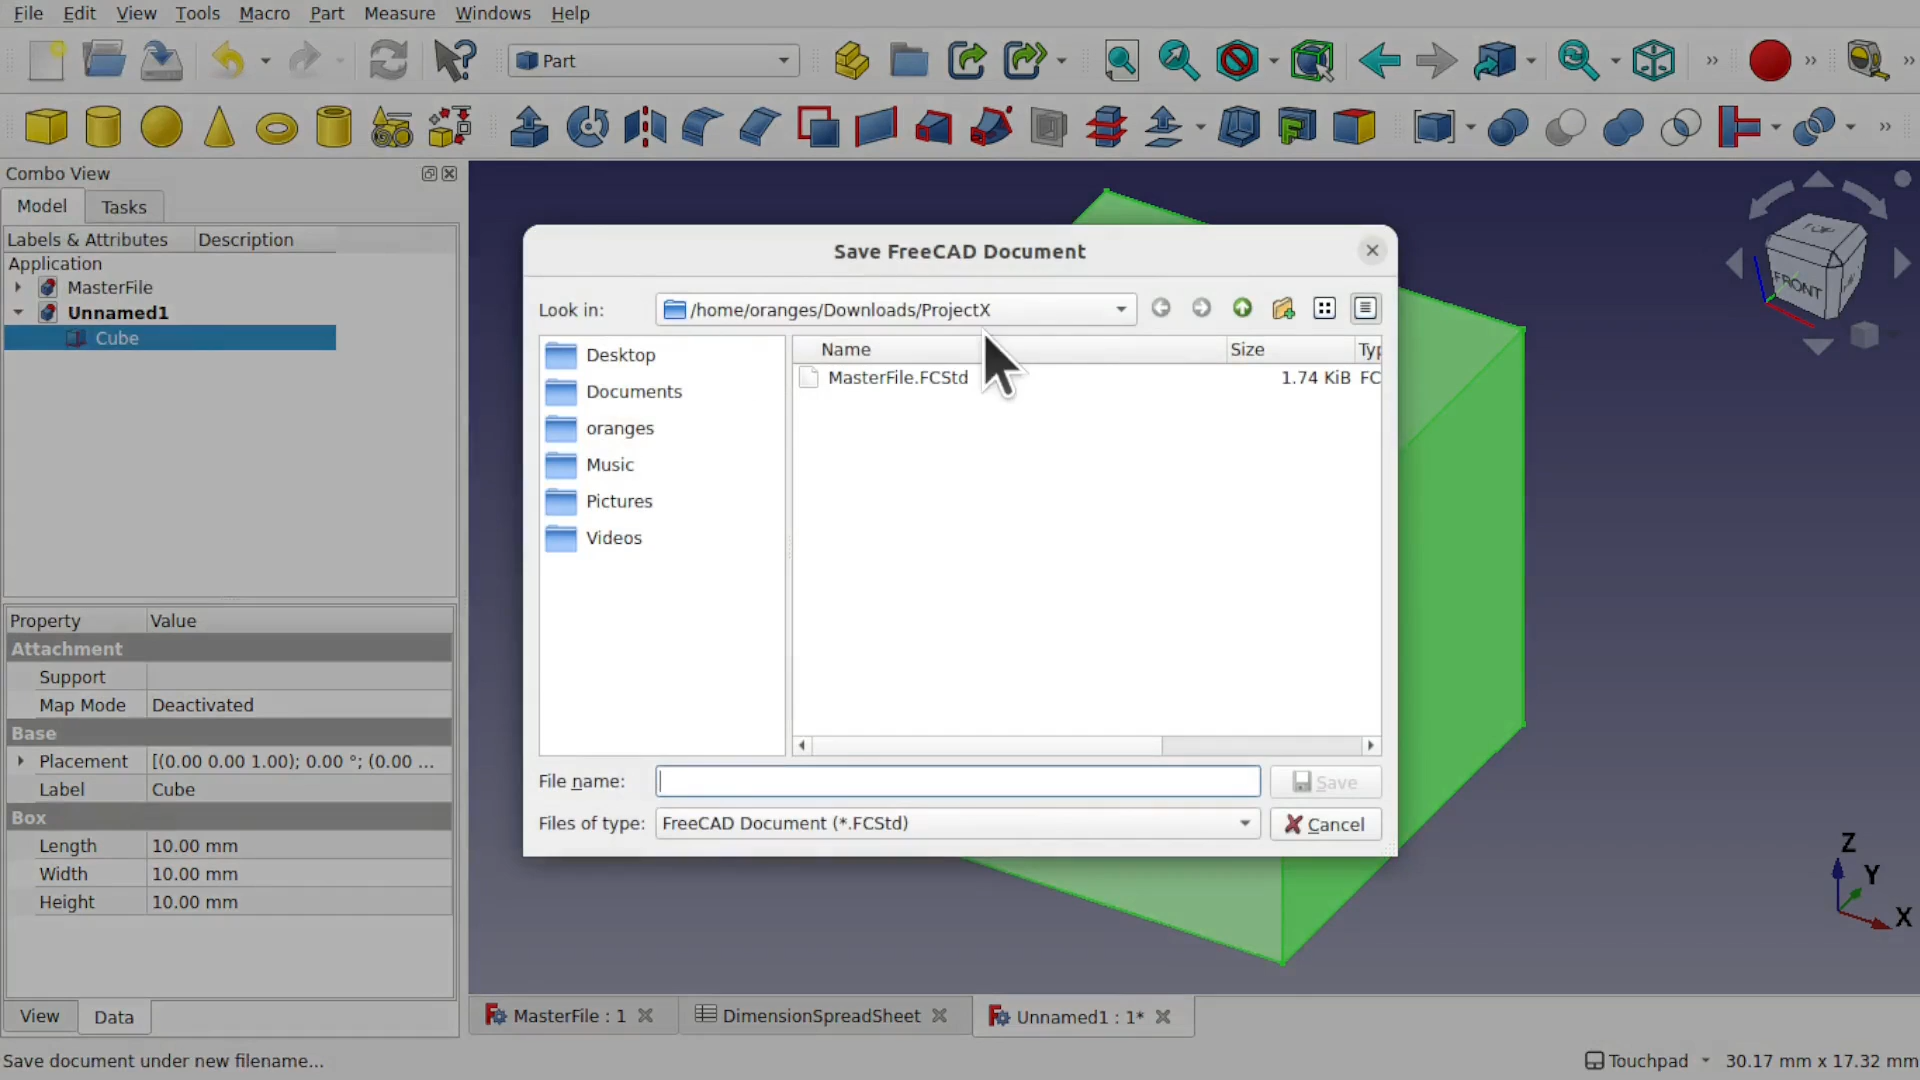 File Edit View Tools Macro Part Measure Windows Help
Part
Combo View
Model Tasks
Labels & Attributes Description
Application
MasterFile
Unnamed1
Cube
Property Value
Attachment
Support
Map Mode Deactivated
Base
Placement [(0.00 0.00 1.00); 0.00 °; (0.00 ...
Label Cube
Box
Length 10.00 mm
Width 10.00 mm
Height 10.00 mm
View Data
Save document under new filename...
Save FreeCAD Document
Look in: /home/oranges/Downloads/ProjectX
Desktop
Documents
oranges
Music
Pictures
Videos
Name Size Typ
MasterFile.FCStd 1.74 KiB FC
File name: Save
Files of type: FreeCAD Document (*.FCStd) Cancel
TOP
FRONT
Z
Y
X
MasterFile : 1 DimensionSpreadSheet Unnamed1 : 1*
Touchpad 30.17 mm x 17.32 mm